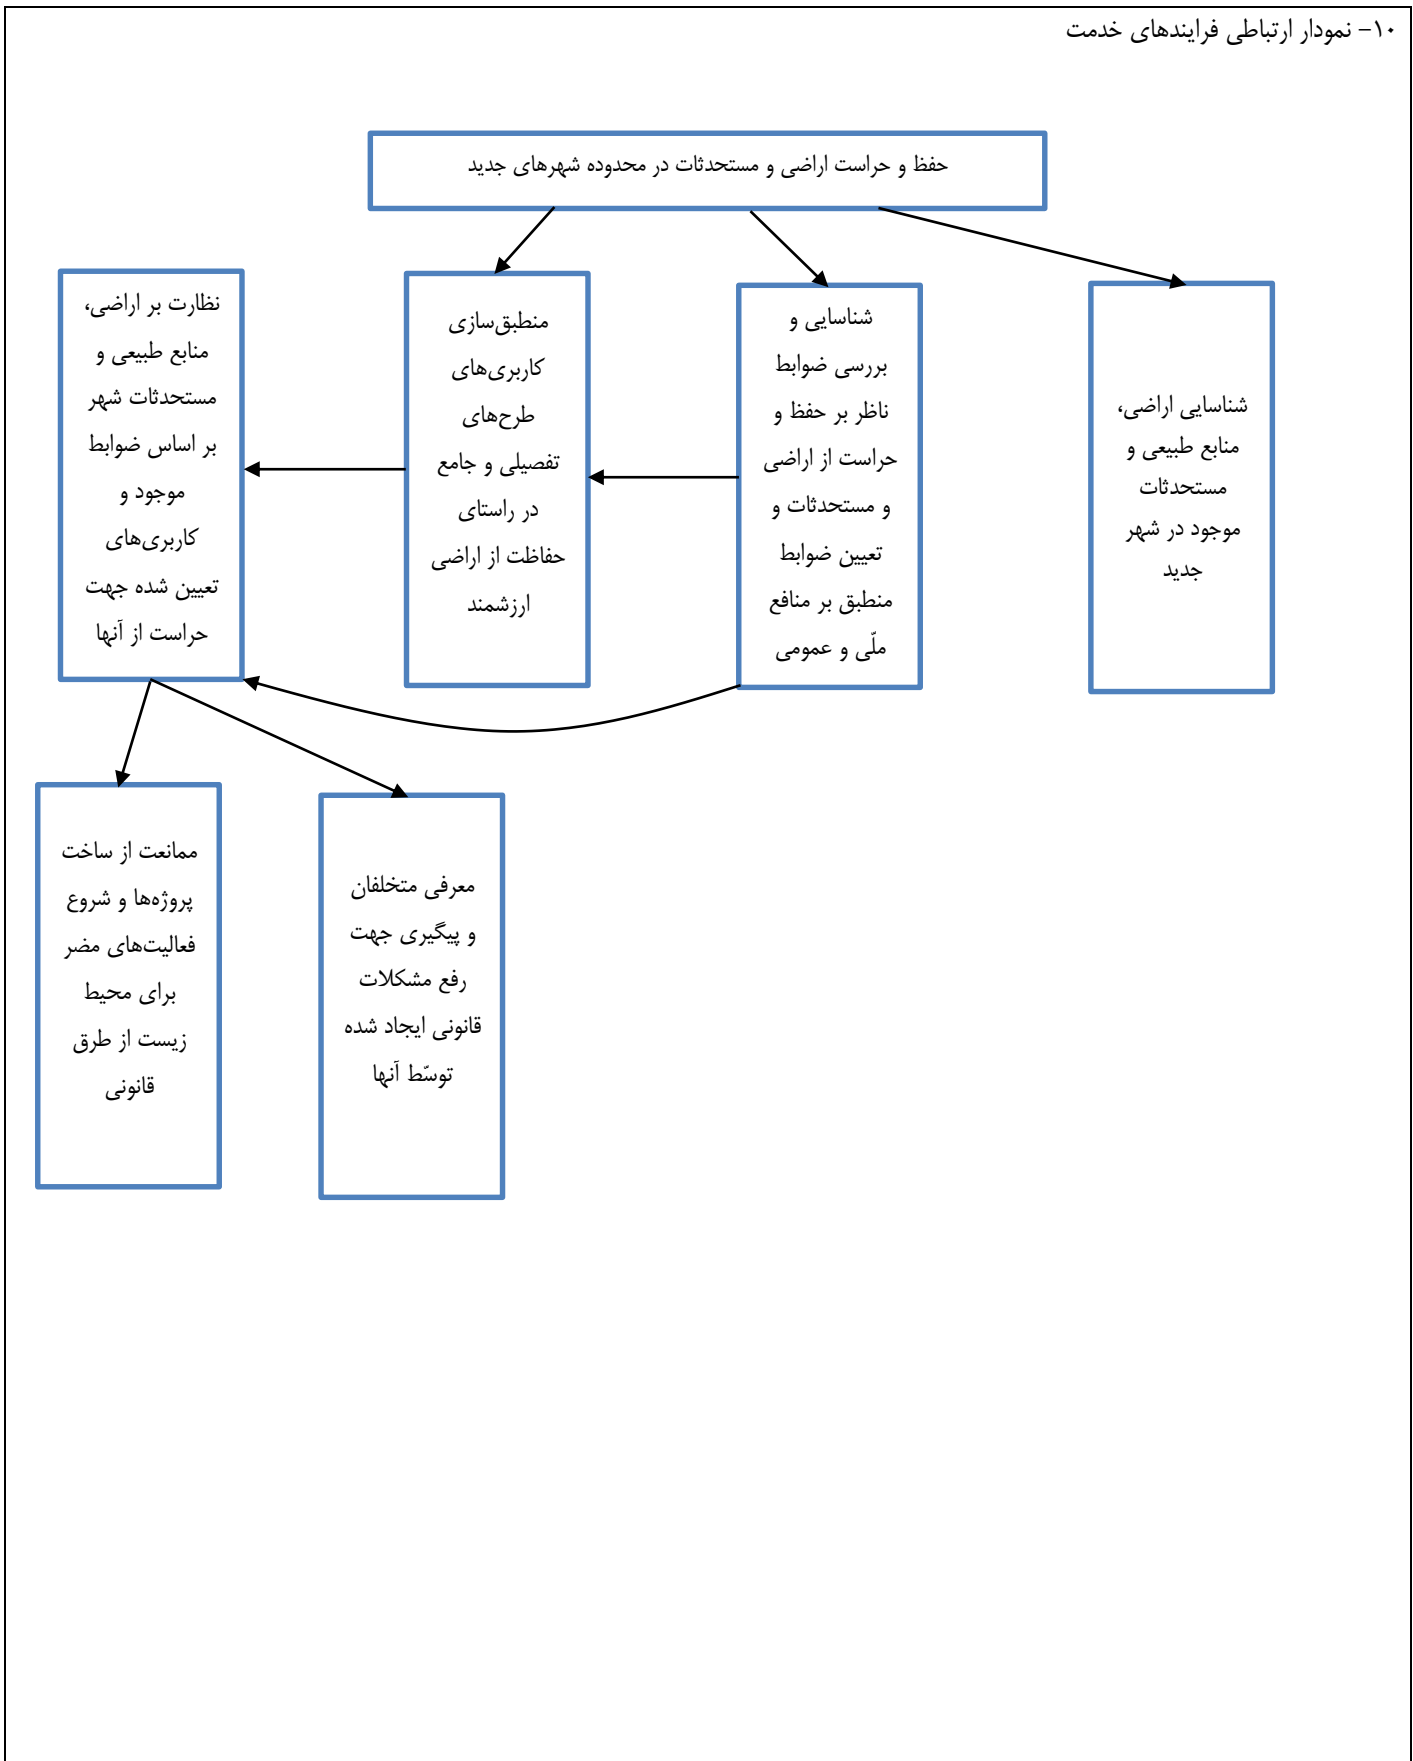 ۱۰- نمودار ارتباطی فرایندهای خدمت
حفظ و حراست اراضی و مستحدثات در محدوده شهرهای جدید
شناسایی اراضی،
منابع طبیعی و
مستحدثات
موجود در شهر
جدید
شناسایی و
بررسی ضوابط
ناظر بر حفظ و
حراست از اراضی
و مستحدثات و
تعیین ضوابط
منطبق بر منافع
ملّی و عمومی
منطبق‌سازی
کاربری‌های
طرح‌های
تفصیلی و جامع
در راستای
حفاظت از اراضی
ارزشمند
نظارت بر اراضی،
منابع طبیعی و
مستحدثات شهر
بر اساس ضوابط
موجود و
کاربری‌های
تعیین شده جهت
حراست از آنها
معرفی متخلفان
و پیگیری جهت
رفع مشکلات
قانونی ایجاد شده
توسّط آنها
ممانعت از ساخت
پروژه‌ها و شروع
فعالیت‌های مضر
برای محیط
زیست از طرق
قانونی